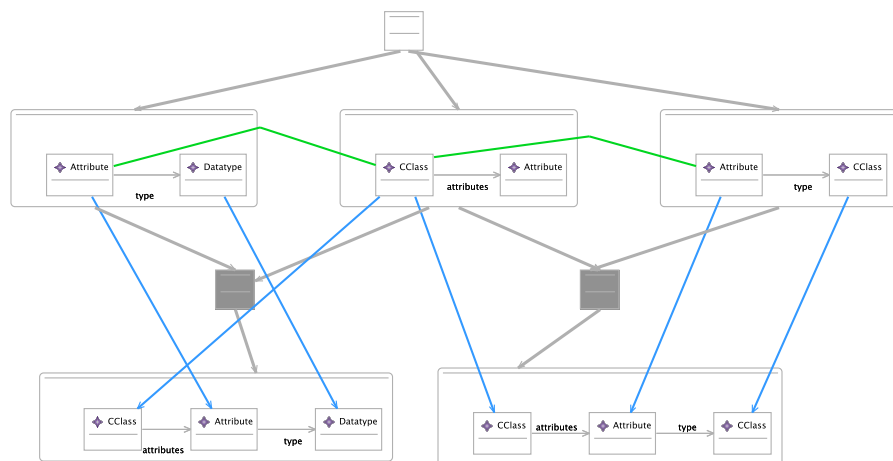 Attribute Datatype CClass Attribute Attribute CClass
type attributes type
CClass Attribute Datatype CClass Attribute CClass
attributes type attributes type